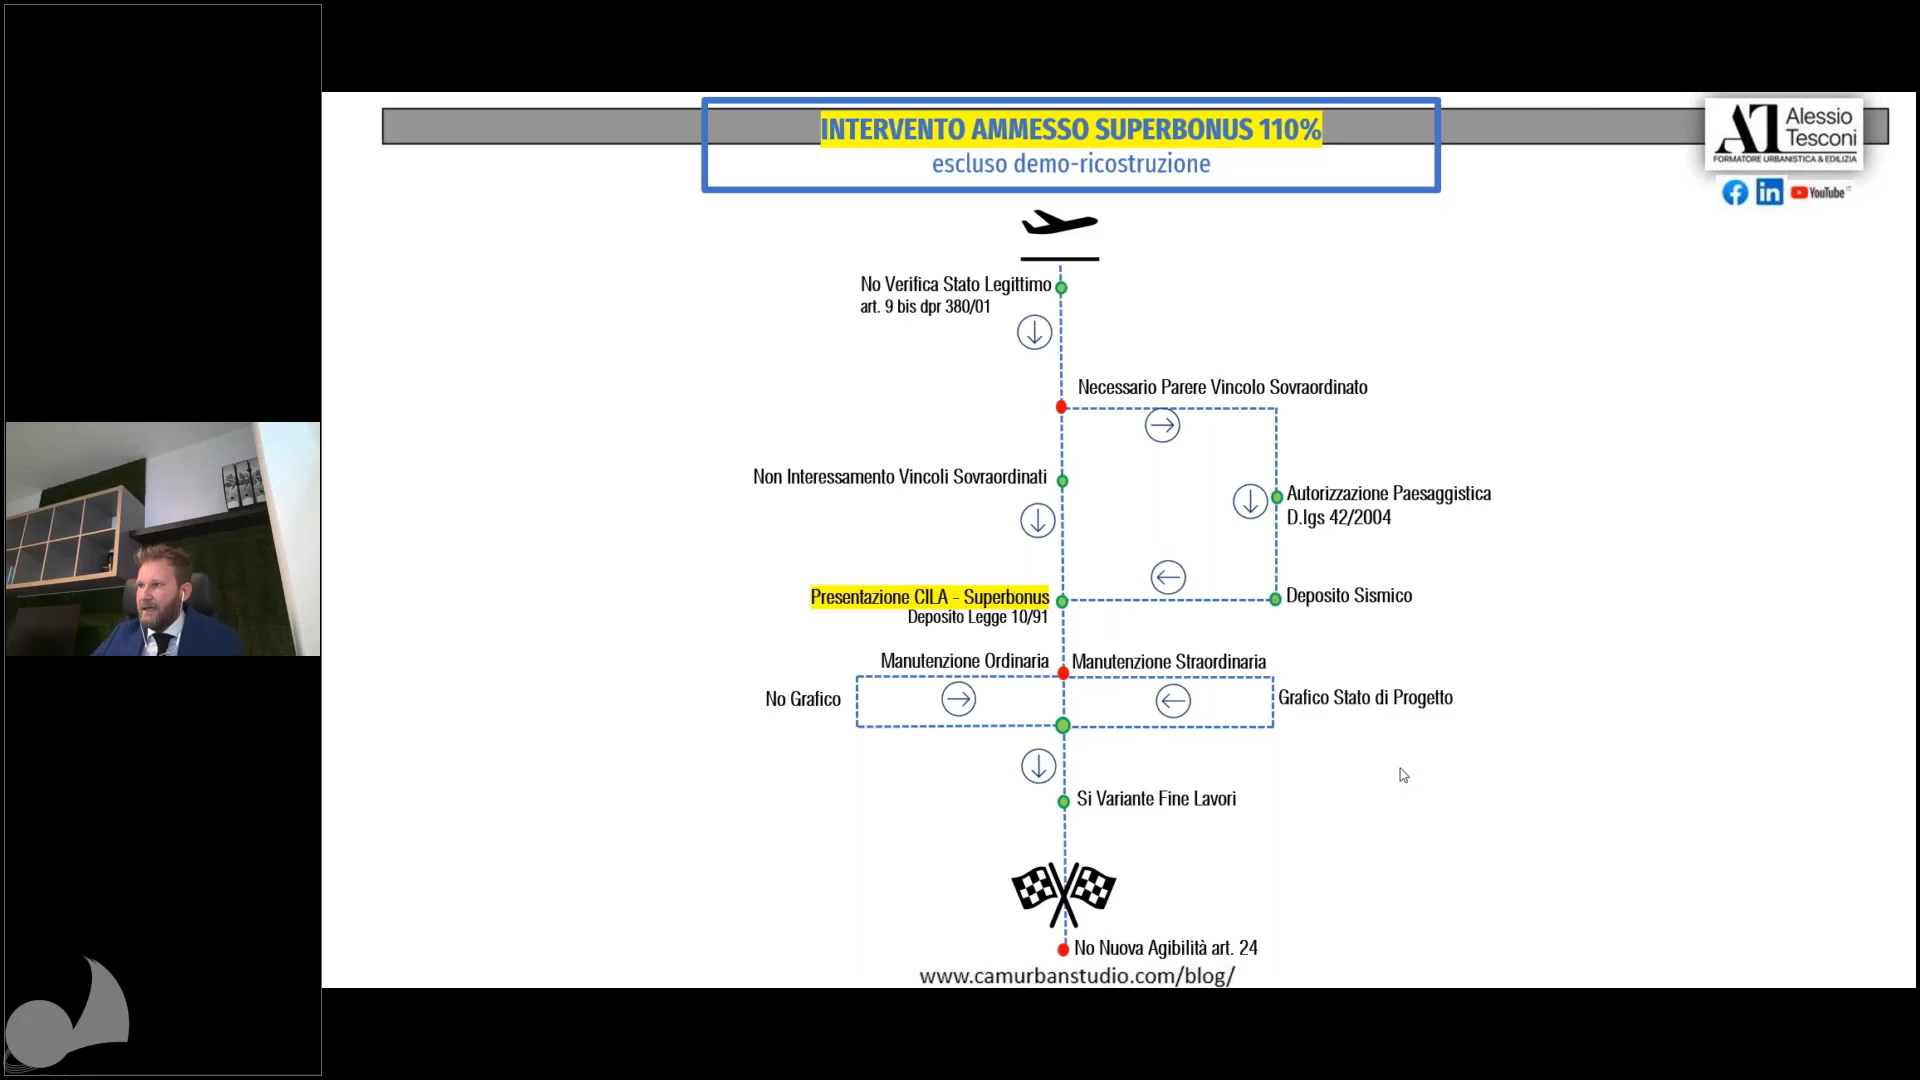 INTERVENTO AMMESSO SUPERBONUS 110%
escluso demo-ricostruzione
Alessio
Tesconi
FORMATORE URBANISTICA & EDILIZIA
YouTube
No Verifica Stato Legittimo
art. 9 bis dpr 380/01
Necessario Parere Vincolo Sovraordinato
Non Interessamento Vincoli Sovraordinati
Autorizzazione Paesaggistica
D.lgs 42/2004
Presentazione CILA - Superbonus
Deposito Legge 10/91
Deposito Sismico
Manutenzione Ordinaria
Manutenzione Straordinaria
No Grafico
Grafico Stato di Progetto
Si Variante Fine Lavori
No Nuova Agibilità art. 24
www.camurbanstudio.com/blog/